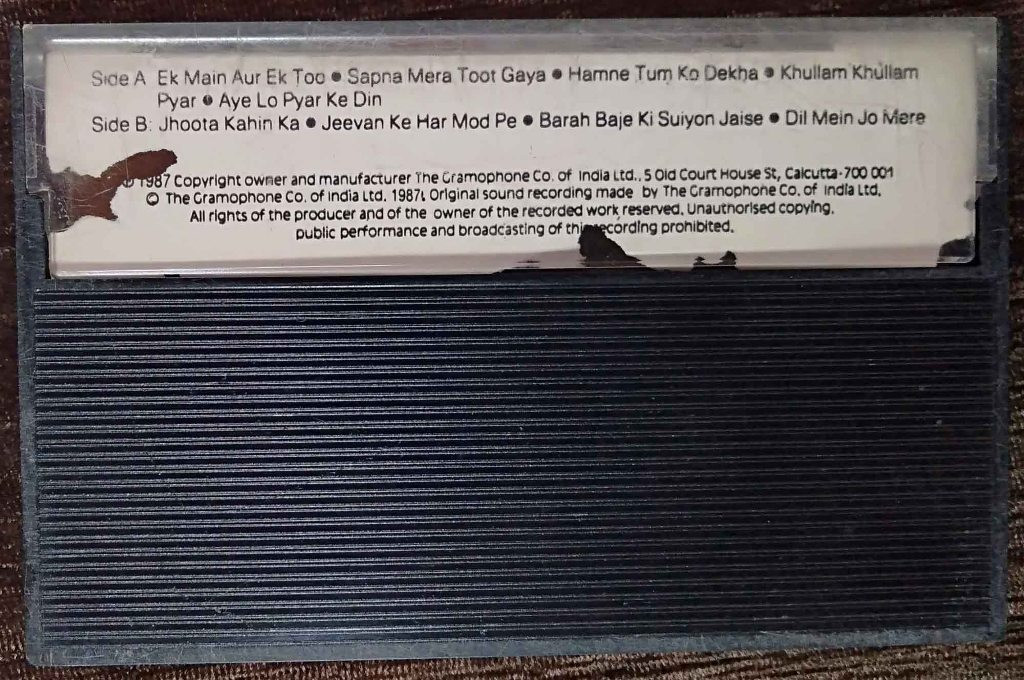 Side A Ek Main Aur Ek Too ● Sapna Mera Toot Gaya ● Hamne Tum Ko Dekha ● Khullam Khullam
Pyar ● Aye Lo Pyar Ke Din
Side B: Jhoota Kahin Ka ● Jeevan Ke Har Mod Pe ● Barah Baje Ki Suiyon Jaise ● Dil Mein Jo Mere
℗ 1987 Copyright owner and manufacturer The Gramophone Co. of India Ltd., 5 Old Court House St, Calcutta-700 001
© The Gramophone Co. of India Ltd. 1987. Original sound recording made by The Gramophone Co. of India Ltd.
All rights of the producer and of the owner of the recorded work reserved. Unauthorised copying,
public performance and broadcasting of this recording prohibited.